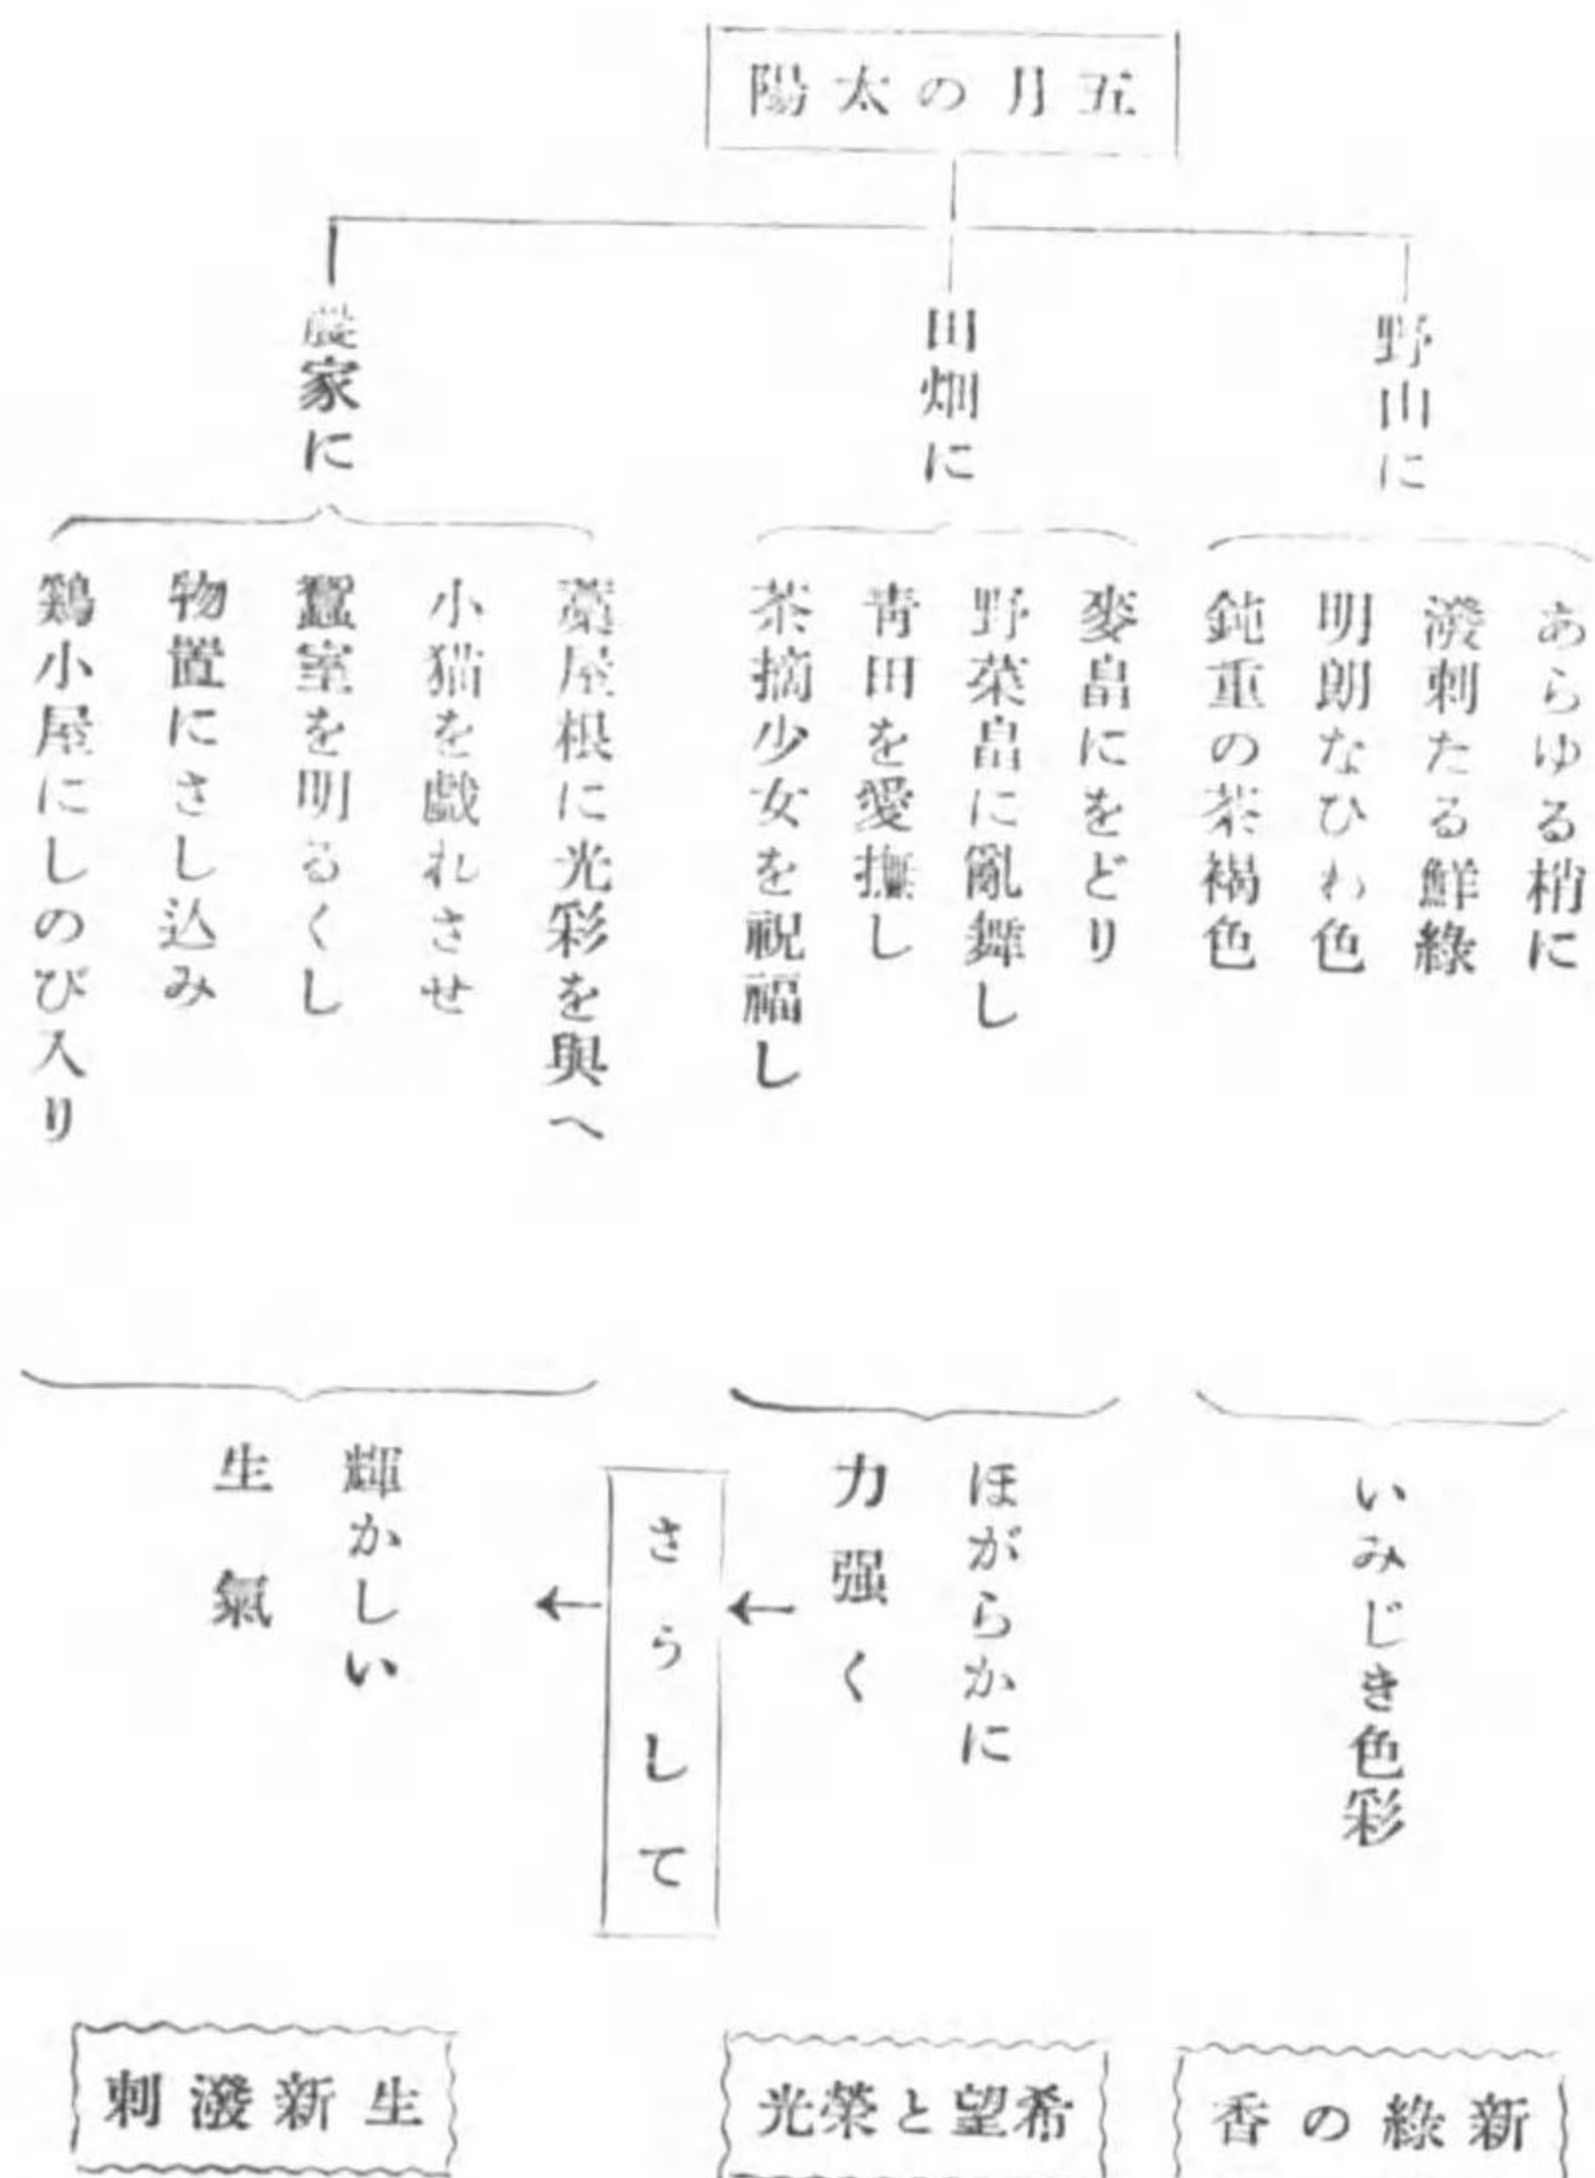 五月の太陽
野山に
あらゆる梢に
潑剌たる鮮綠
明朗なひわ色
鈍重の茶褐色
いみじき色彩
新綠の香
田畑に
麥畠にをどり
野菜畠に亂舞し
靑田を愛撫し
茶摘少女を祝福し
ほがらかに
力强く
希望と榮光
さうして
農家に
藁屋根に光彩を與へ
小猫を戯れさせ
蠶室を明るくし
物置にさし込み
鷄小屋にしのび入り
輝かしい
生氣
生新潑剌